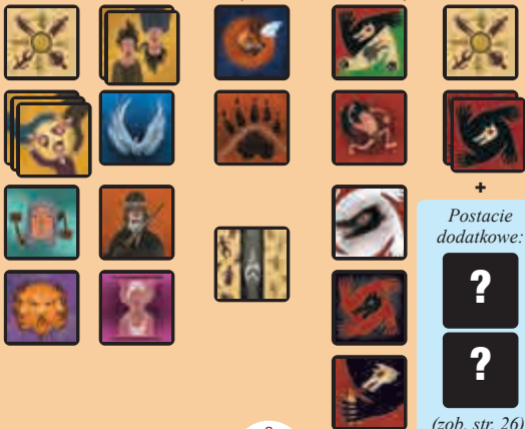 +
Postacie
dodatkowe:
?
?
(zob. str. 26)